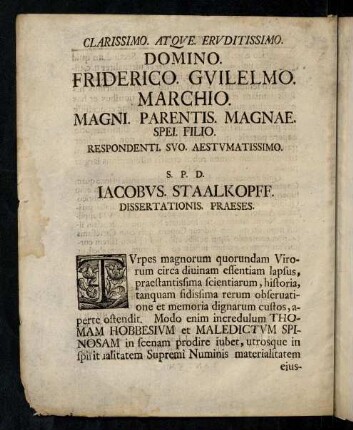 CLARISSIMO. ATQVE. ERVDITISSIMO.
DOMINO.
FRIDERICO. GVILELMO.
MARCHIO.
MAGNI. PARENTIS. MAGNAE.
SPEI. FILIO.
RESPONDENTI. SVO. AESTVMATISSIMO.
S. P. D.
IACOBVS. STAALKOPFF.
DISSERTATIONIS. PRAESES.
TVrpes magnorum quorundam Viro-
rum circa diuinam essentiam lapsus,
praestantissima scientiarum, historia,
tanquam fidissima rerum obseruati-
one et memoria dignarum custos, a-
perte ostendit. Modo enim incredulum THO-
MAM HOBBESIVM et MALEDICTVM SPI-
NOSAM in scenam prodire iubet, utrosque in
spiritualitatem Supremi Numinis materialitatem
eius-